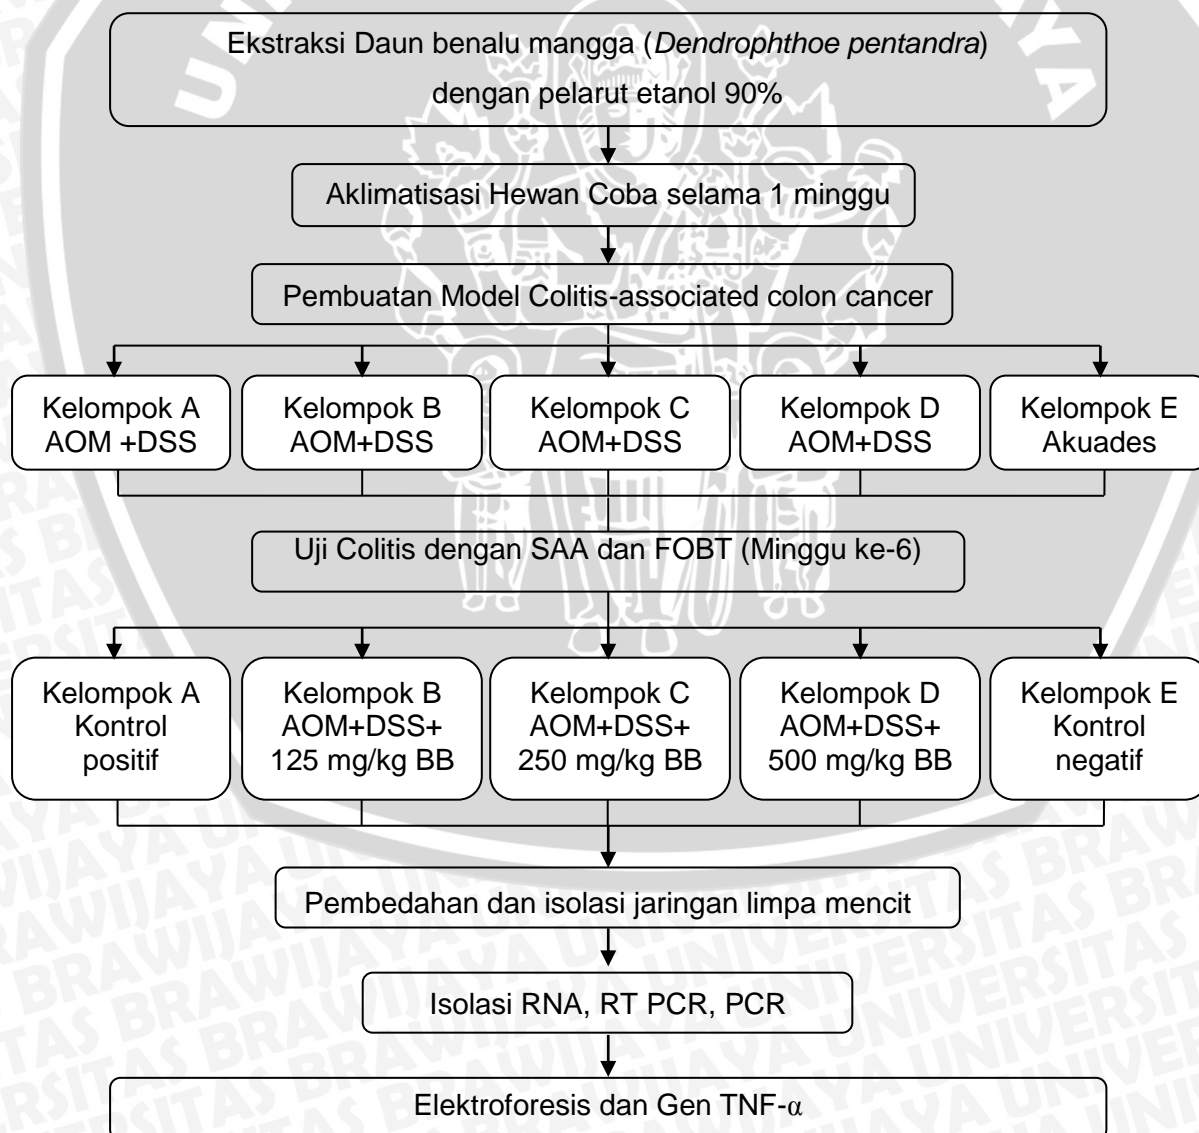 Ekstraksi Daun benalu mangga (Dendrophthoe pentandra)
dengan pelarut etanol 90%
Aklimatisasi Hewan Coba selama 1 minggu
Pembuatan Model Colitis-associated colon cancer
Kelompok A
AOM +DSS
Kelompok B
AOM+DSS
Kelompok C
AOM+DSS
Kelompok D
AOM+DSS
Kelompok E
Akuades
Uji Colitis dengan SAA dan FOBT (Minggu ke-6)
Kelompok A
Kontrol
positif
Kelompok B
AOM+DSS+
125 mg/kg BB
Kelompok C
AOM+DSS+
250 mg/kg BB
Kelompok D
AOM+DSS+
500 mg/kg BB
Kelompok E
Kontrol
negatif
Pembedahan dan isolasi jaringan limpa mencit
Isolasi RNA, RT PCR, PCR
Elektroforesis dan Gen TNF-α